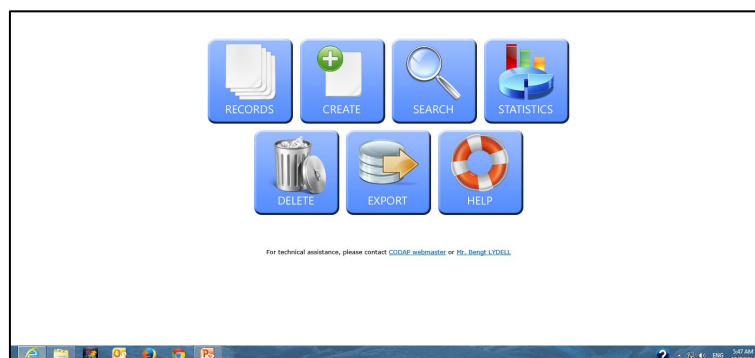 RECORDS CREATE SEARCH STATISTICS
DELETE EXPORT HELP
For technical assistance, please contact CODAP webmaster or Mr. Bengt LYDELL
ENG 5:47 AM